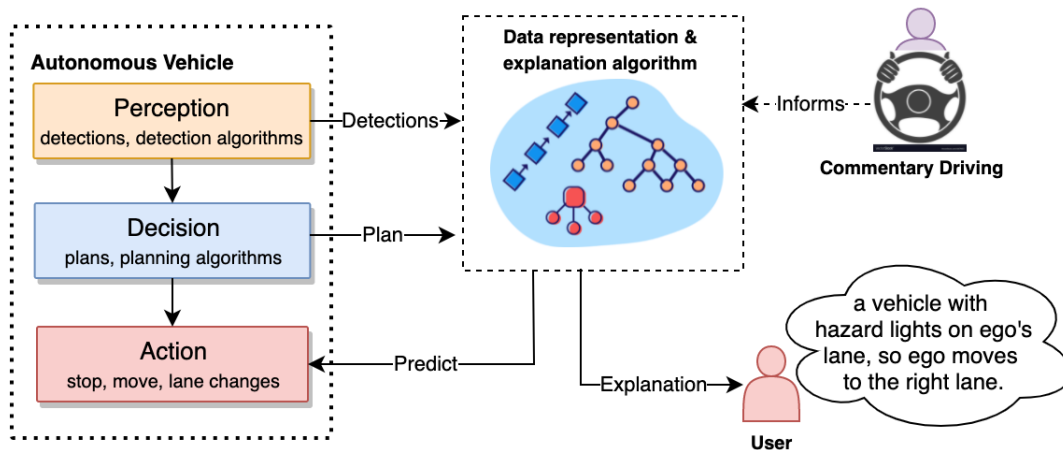 Autonomous Vehicle
Perception
detections, detection algorithms
Decision
plans, planning algorithms
Action
stop, move, lane changes
Detections
Plan
Predict
Data representation &
explanation algorithm
Informs
Commentary Driving
Explanation
User
a vehicle with
hazard lights on ego's
lane, so ego moves
to the right lane.